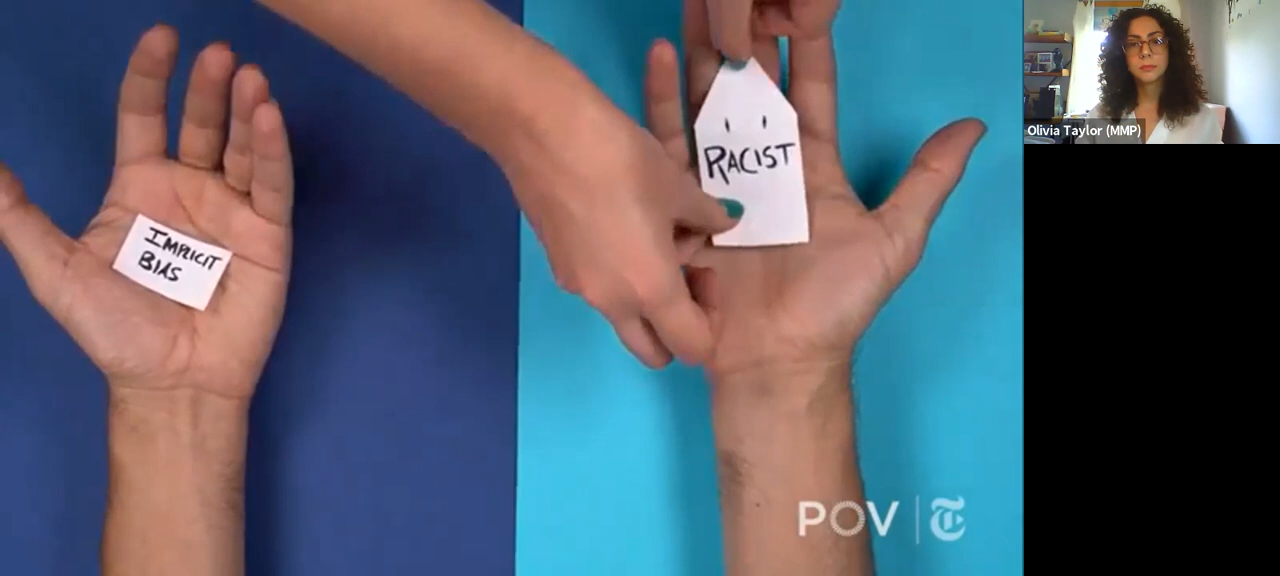 IMPLICIT
BIAS
RACIST
POV | T
Olivia Taylor (MMP)